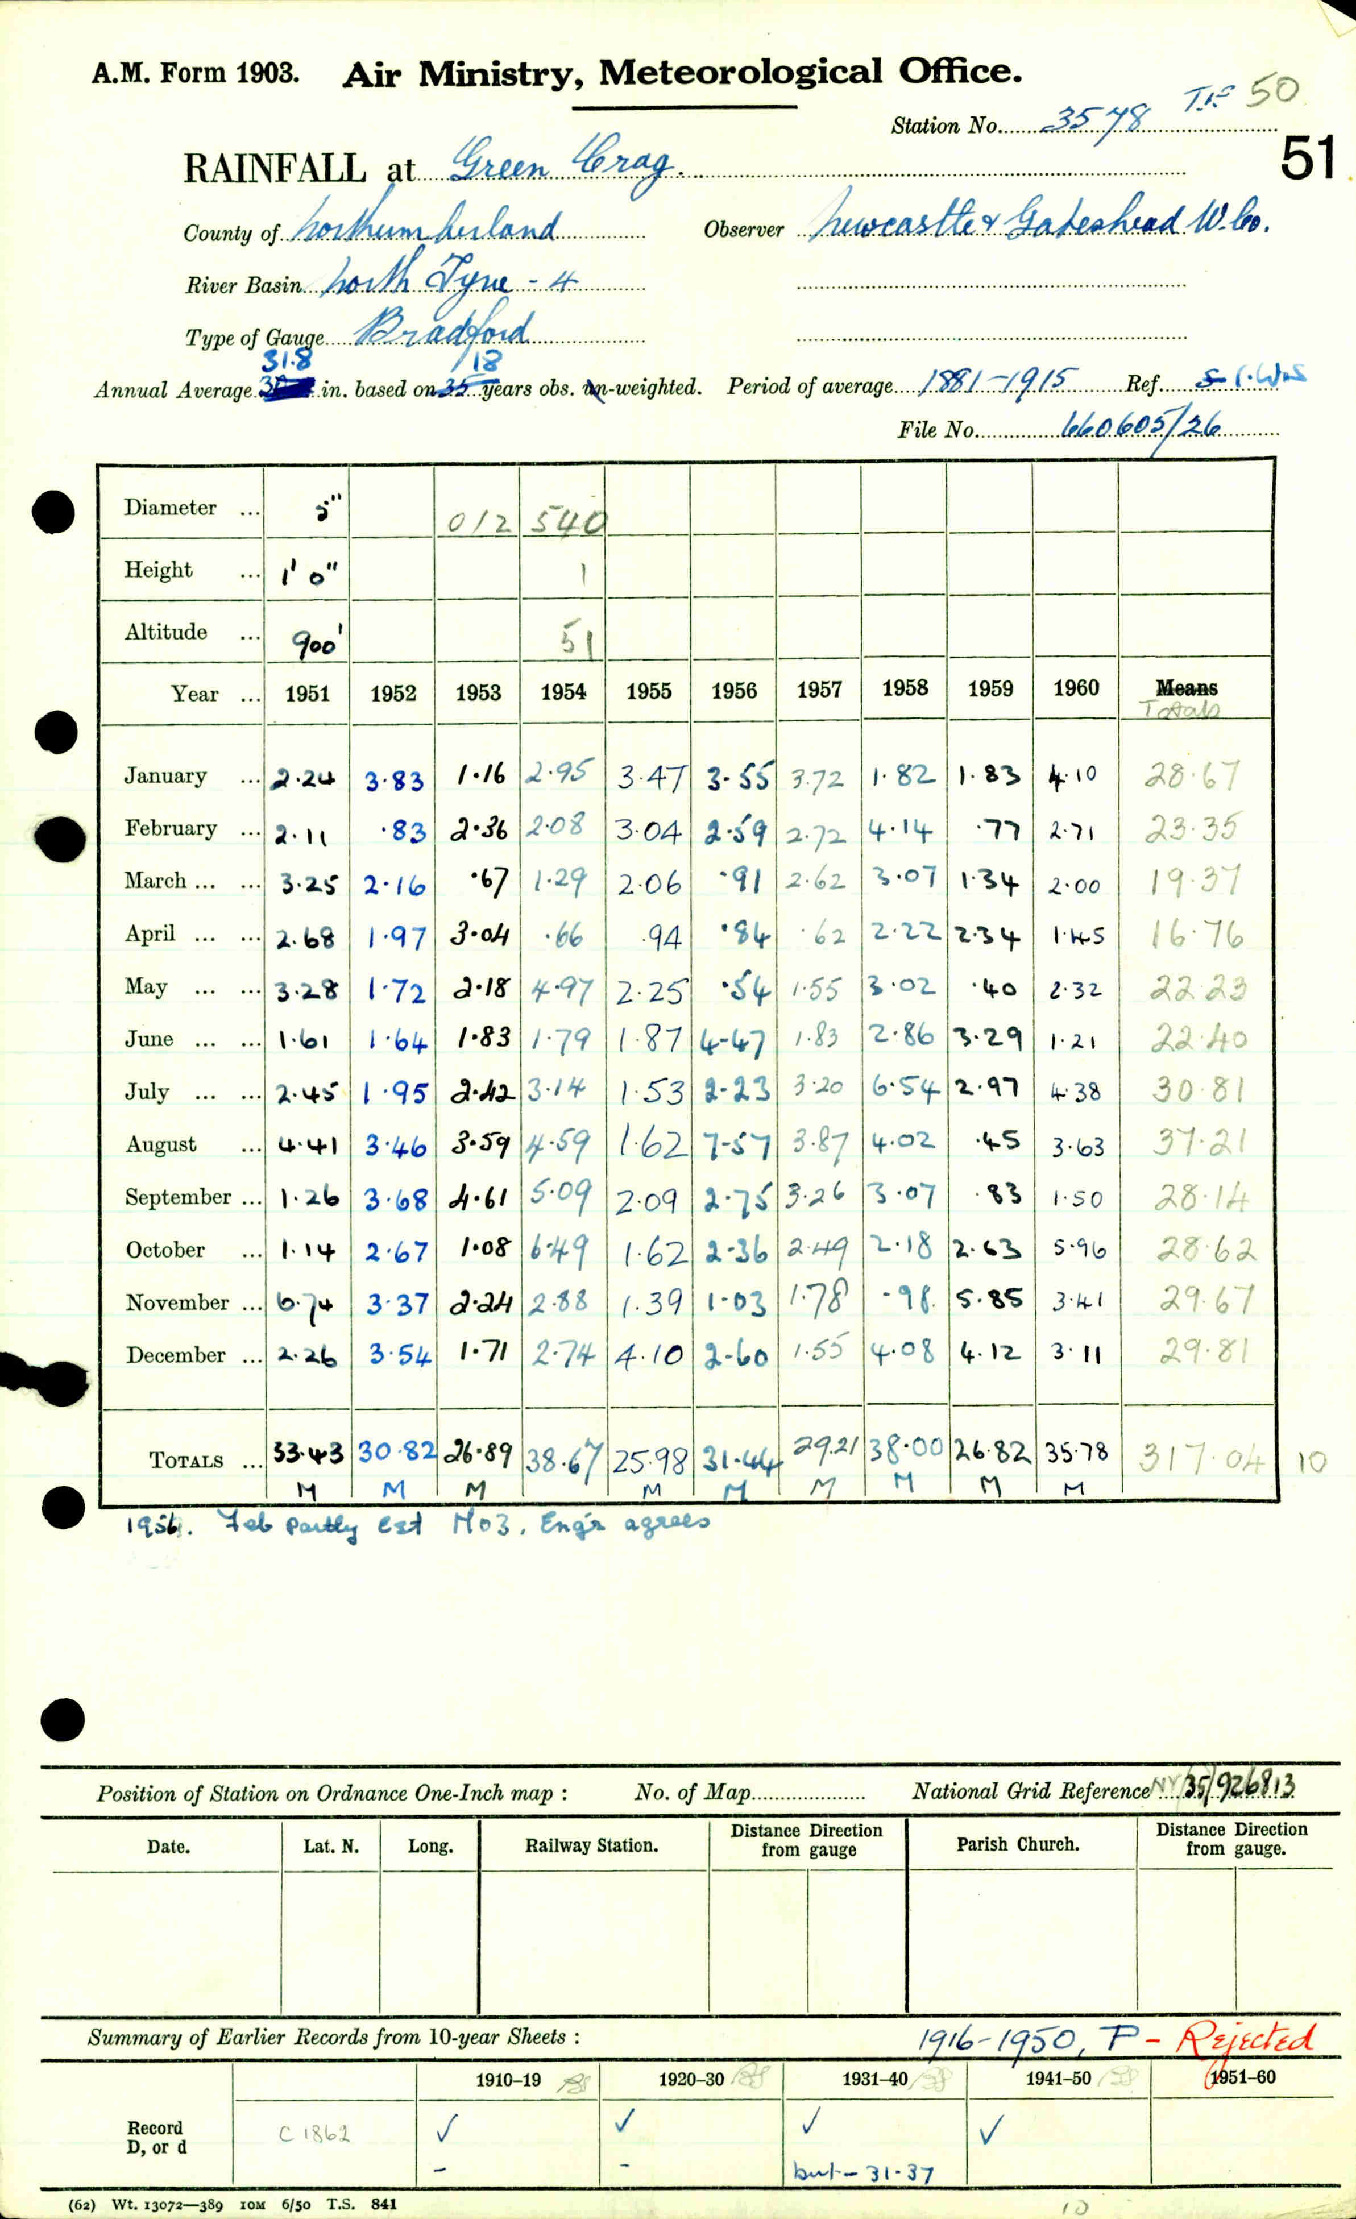 A.M. Form 1903. Air Ministry, Meteorological Office.
50
Station No. 3578
51
RAINFALL at Green Crag.
County of Northumberland Observer Newcastle & Gateshead W. Co.
River Basin North Tyne - 4
Type of Gauge Bradford
31.8 18
Annual Average in. based on 35 years obs. un-weighted. Period of average 1881-1915 Ref.
File No. 660605/26
Diameter ... 5" 012 540
Height ... 1' 0" 1
Altitude ... 900' 51
Year ... 1951 1952 1953 1954 1955 1956 1957 1958 1959 1960 Means
Totals
January ... 2.24 3.83 1.16 2.95 3.47 3.55 3.72 1.82 1.83 4.10 28.67
February ... 2.11 .83 2.36 2.08 3.04 2.59 2.72 4.14 .77 2.71 23.35
March ... ... 3.25 2.16 .67 1.29 2.06 .91 2.62 3.07 1.34 2.00 19.37
April ... ... 2.68 1.97 3.04 .66 .94 .84 .62 2.22 2.34 1.45 16.76
May ... ... 3.28 1.72 2.18 4.97 2.25 .54 1.55 3.02 .40 2.32 22.23
June ... ... 1.61 1.64 1.83 1.79 1.87 4.47 1.83 2.86 3.29 1.21 22.40
July ... ... 2.45 1.95 2.42 3.14 1.53 2.23 3.20 6.54 2.97 4.38 30.81
August ... 4.41 3.46 3.59 4.59 1.62 7.57 3.87 4.02 .45 3.63 37.21
September ... 1.26 3.68 4.61 5.09 2.09 2.75 3.26 3.07 .83 1.50 28.14
October ... 1.14 2.67 1.08 6.49 1.62 2.36 2.49 2.18 2.63 5.96 28.62
November ... 6.74 3.37 2.24 2.88 1.39 1.03 1.78 .98 5.85 3.41 29.67
December ... 2.26 3.54 1.71 2.74 4.10 2.60 1.55 4.08 4.12 3.11 29.81
TOTALS ... 33.43 30.82 26.89 38.67 25.98 31.44 29.21 38.00 26.82 35.78 317.04 10
M M M M M M M M M
1956. Feb partly est MO3. Engr agrees
Position of Station on Ordnance One-Inch map : No. of Map National Grid Reference NY 35/926813
Date. Lat. N. Long. Railway Station. Distance from Direction gauge Parish Church. Distance from Direction gauge.
Summary of Earlier Records from 10-year Sheets : 1916-1950, P - Rejected
1910–19 1920–30 1931–40 1941–50 1951–60
Record D, or d C 1862 ✓ ✓ ✓ ✓
- - but - 31-37
(62) Wt. 13072—389 10M 6/50 T.S. 841 10